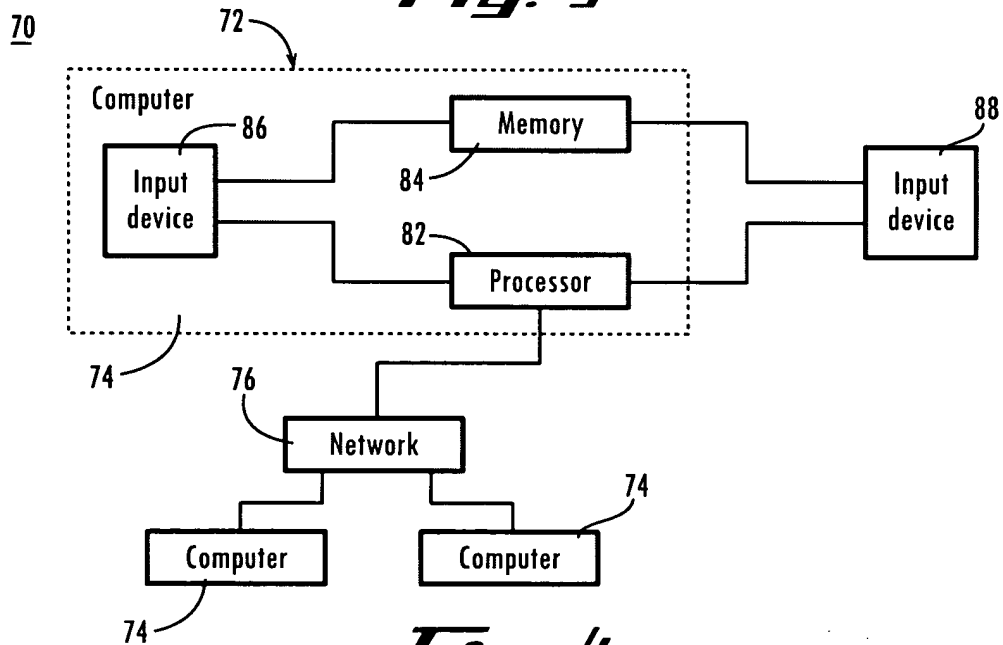 70
72
Computer
86
Memory
88
84
Input
device
Input
device
82
Processor
74
76
Network
74
Computer
Computer
74